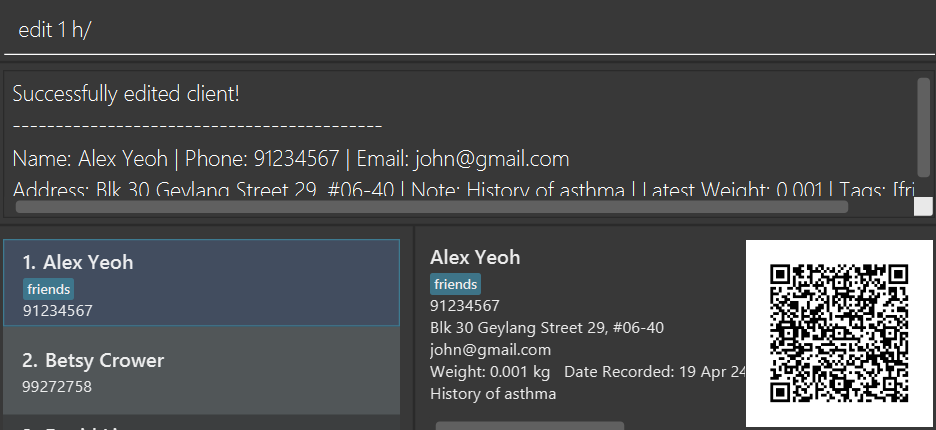 edit 1 h/
Successfully edited client!
-------------------------------------------
Name: Alex Yeoh | Phone: 91234567 | Email: john@gmail.com
Address: Blk 30 Geylang Street 29, #06-40 | Note: History of asthma | Latest Weight: 0.001 | Tags: [fri
1. Alex Yeoh
friends
91234567
2. Betsy Crower
99272758
Alex Yeoh
friends
91234567
Blk 30 Geylang Street 29, #06-40
john@gmail.com
Weight: 0.001 kg Date Recorded: 19 Apr 24
History of asthma